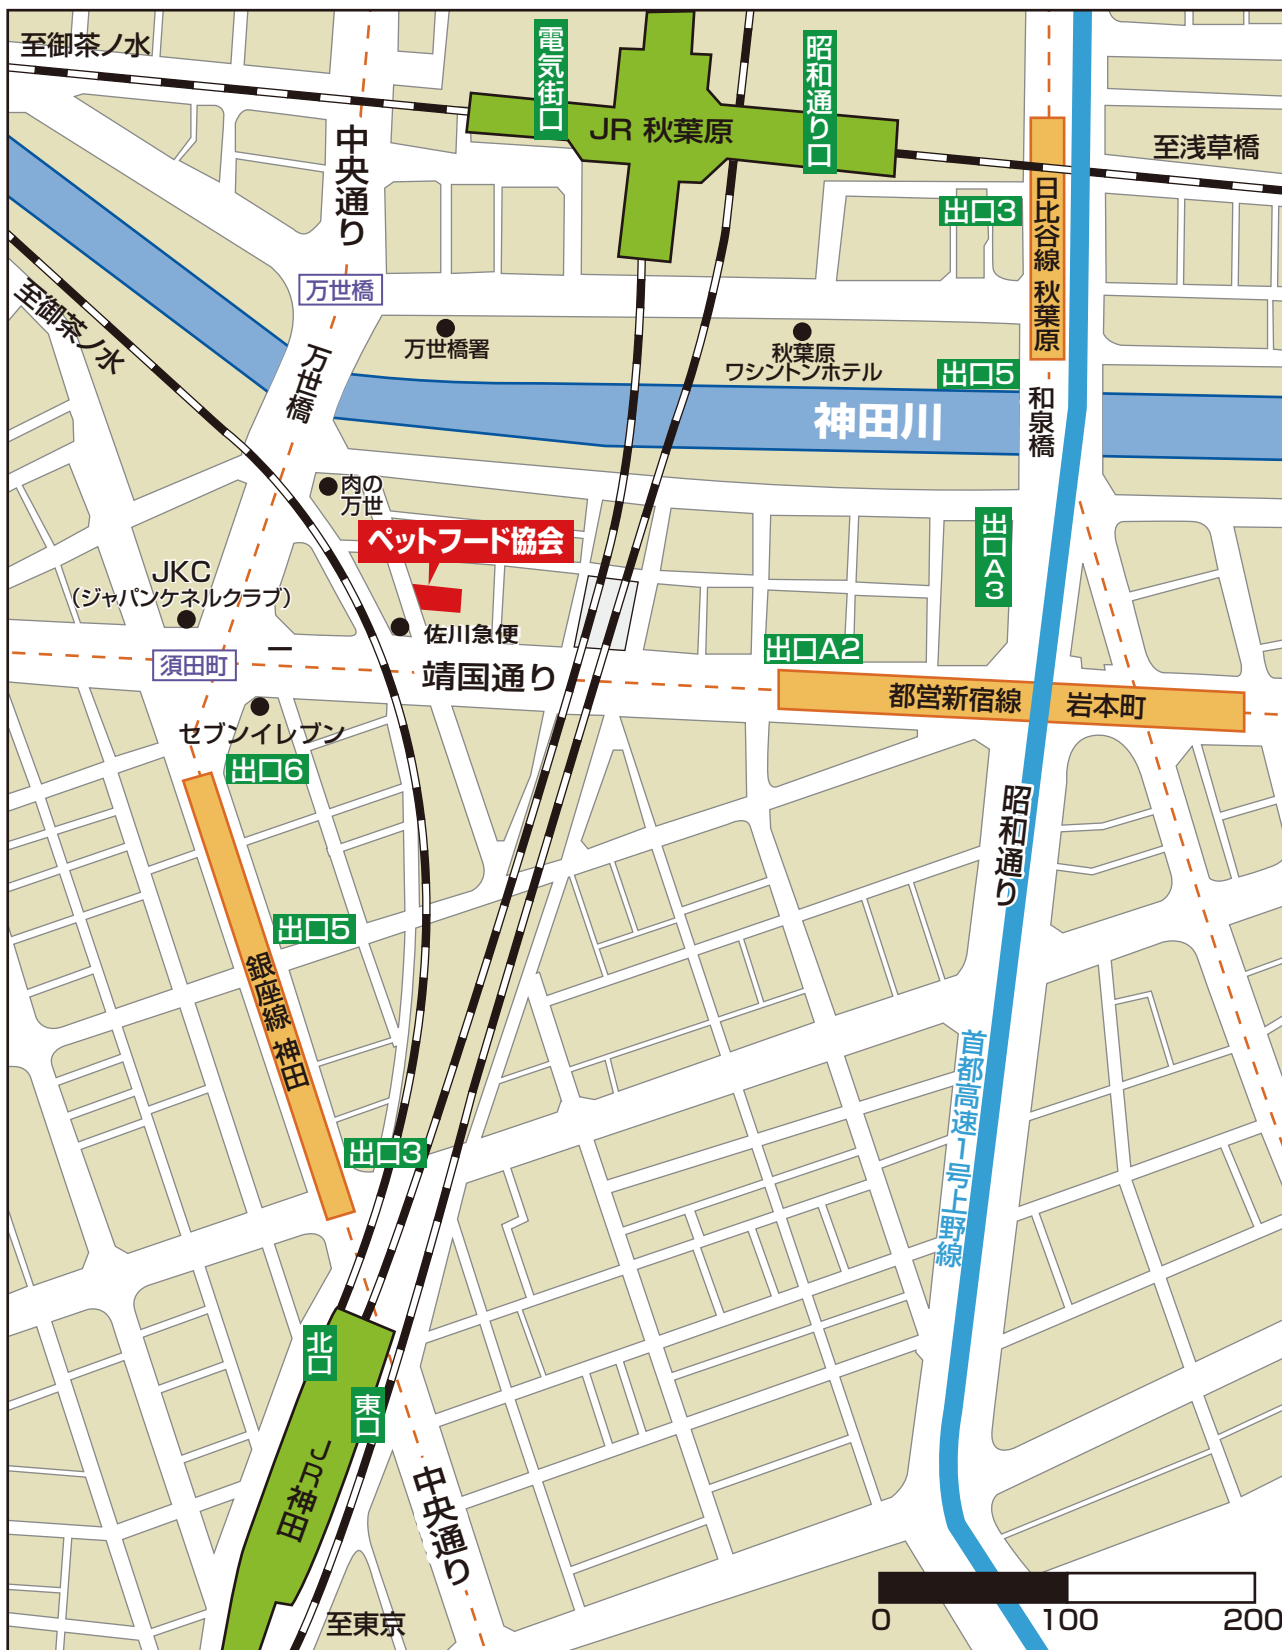 至御茶ノ水
電気街口
昭和通り口
JR 秋葉原
中央通り
至浅草橋
出口3
日比谷線 秋葉原
万世橋
至御茶ノ水
万世橋署
秋葉原
ワシントンホテル
万世橋
出口5
和泉橋
神田川
肉の
万世
ペットフード協会
出口A3
JKC
（ジャパンケネルクラブ）
佐川急便
須田町
靖国通り
出口A2
都営新宿線 岩本町
セブンイレブン
出口6
昭和通り
出口5
銀座線 神田
首都高速1号上野線
出口3
北口
東口
JR神田
中央通り
至東京
0 100 200